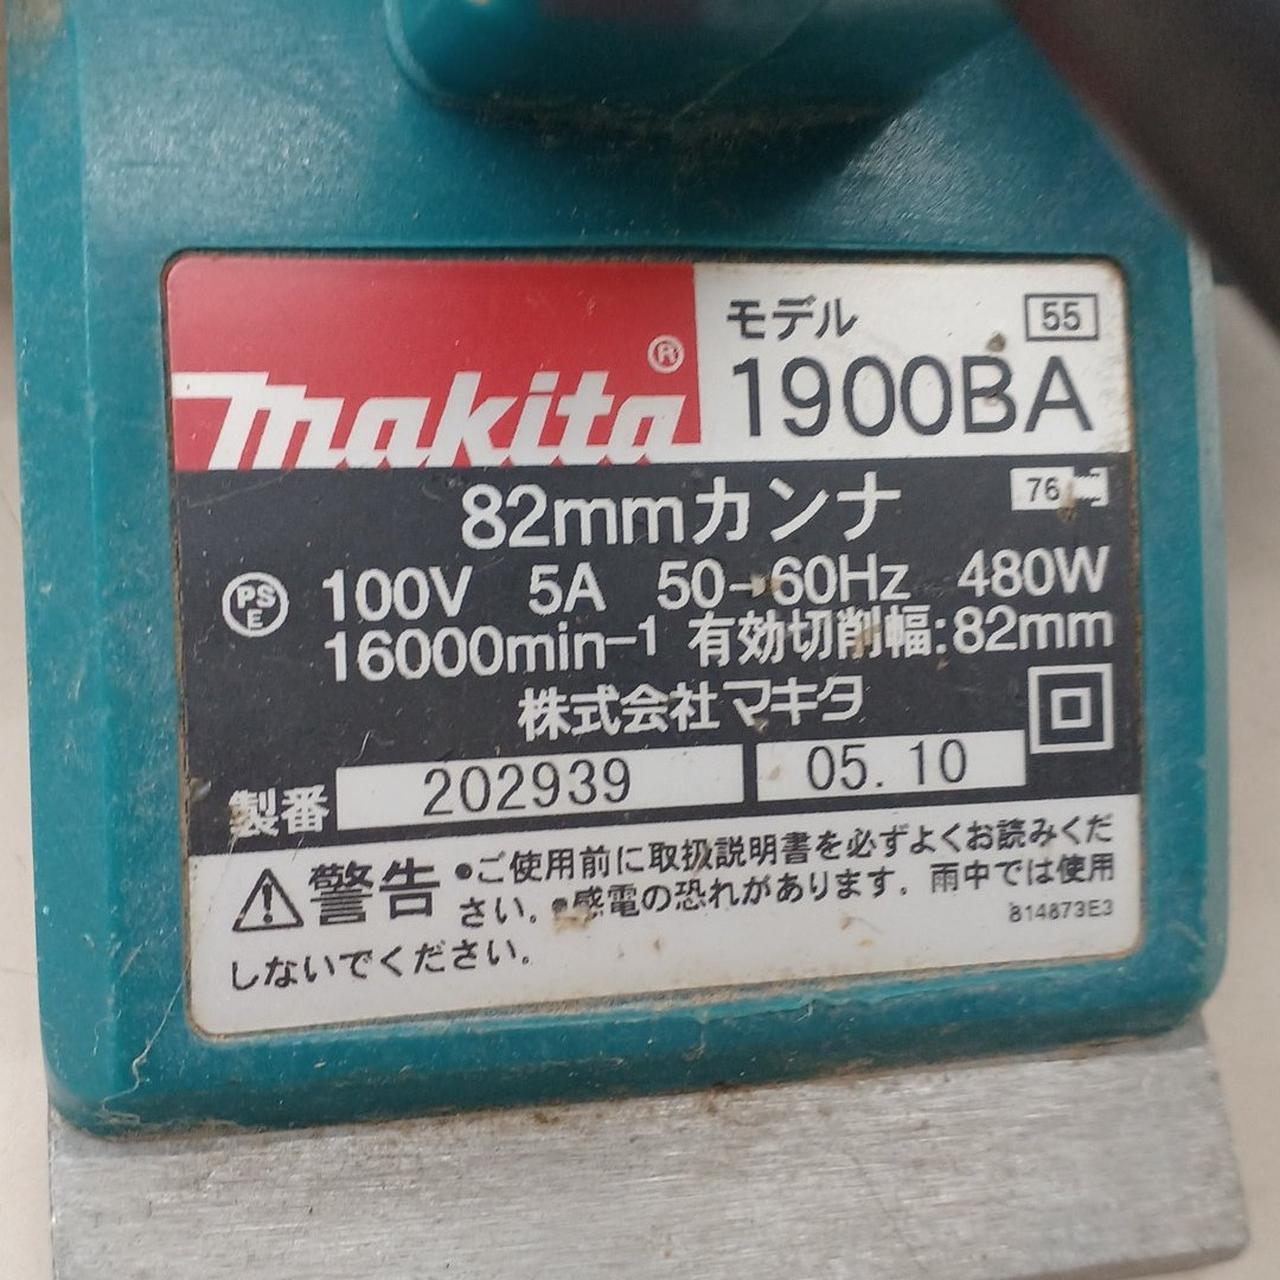 makita®
モデル 55
1900BA
82mmカンナ 76
PSE 100V 5A 50-60Hz 480W
16000min-1 有効切削幅:82mm
株式会社マキタ
製番 202939 05.10
警告 •ご使用前に取扱説明書を必ずよくお読みくだ
さい。•感電の恐れがあります。雨中では使用
しないでください。
814873E3